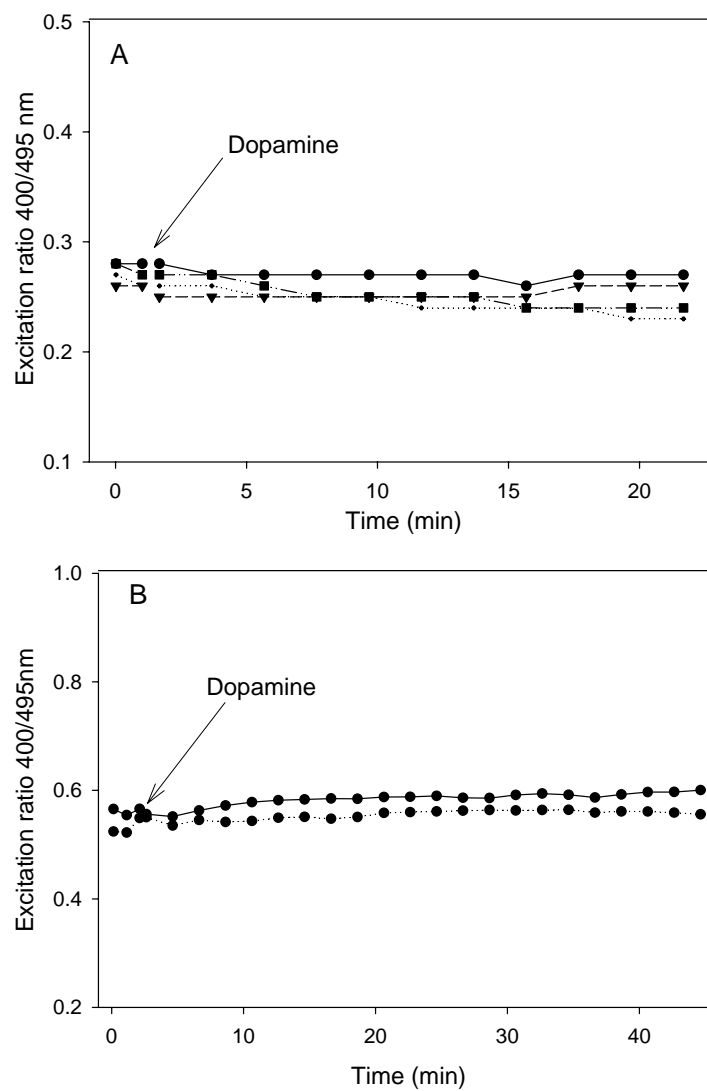 0.5
A
Dopamine
0.4
0.3
0.2
0.1
Excitation ratio 400/495 nm
0 5 10 15 20
Time (min)
1.0
B
Dopamine
0.8
0.6
0.4
0.2
Excitation ratio 400/495nm
0 10 20 30 40
Time (min)